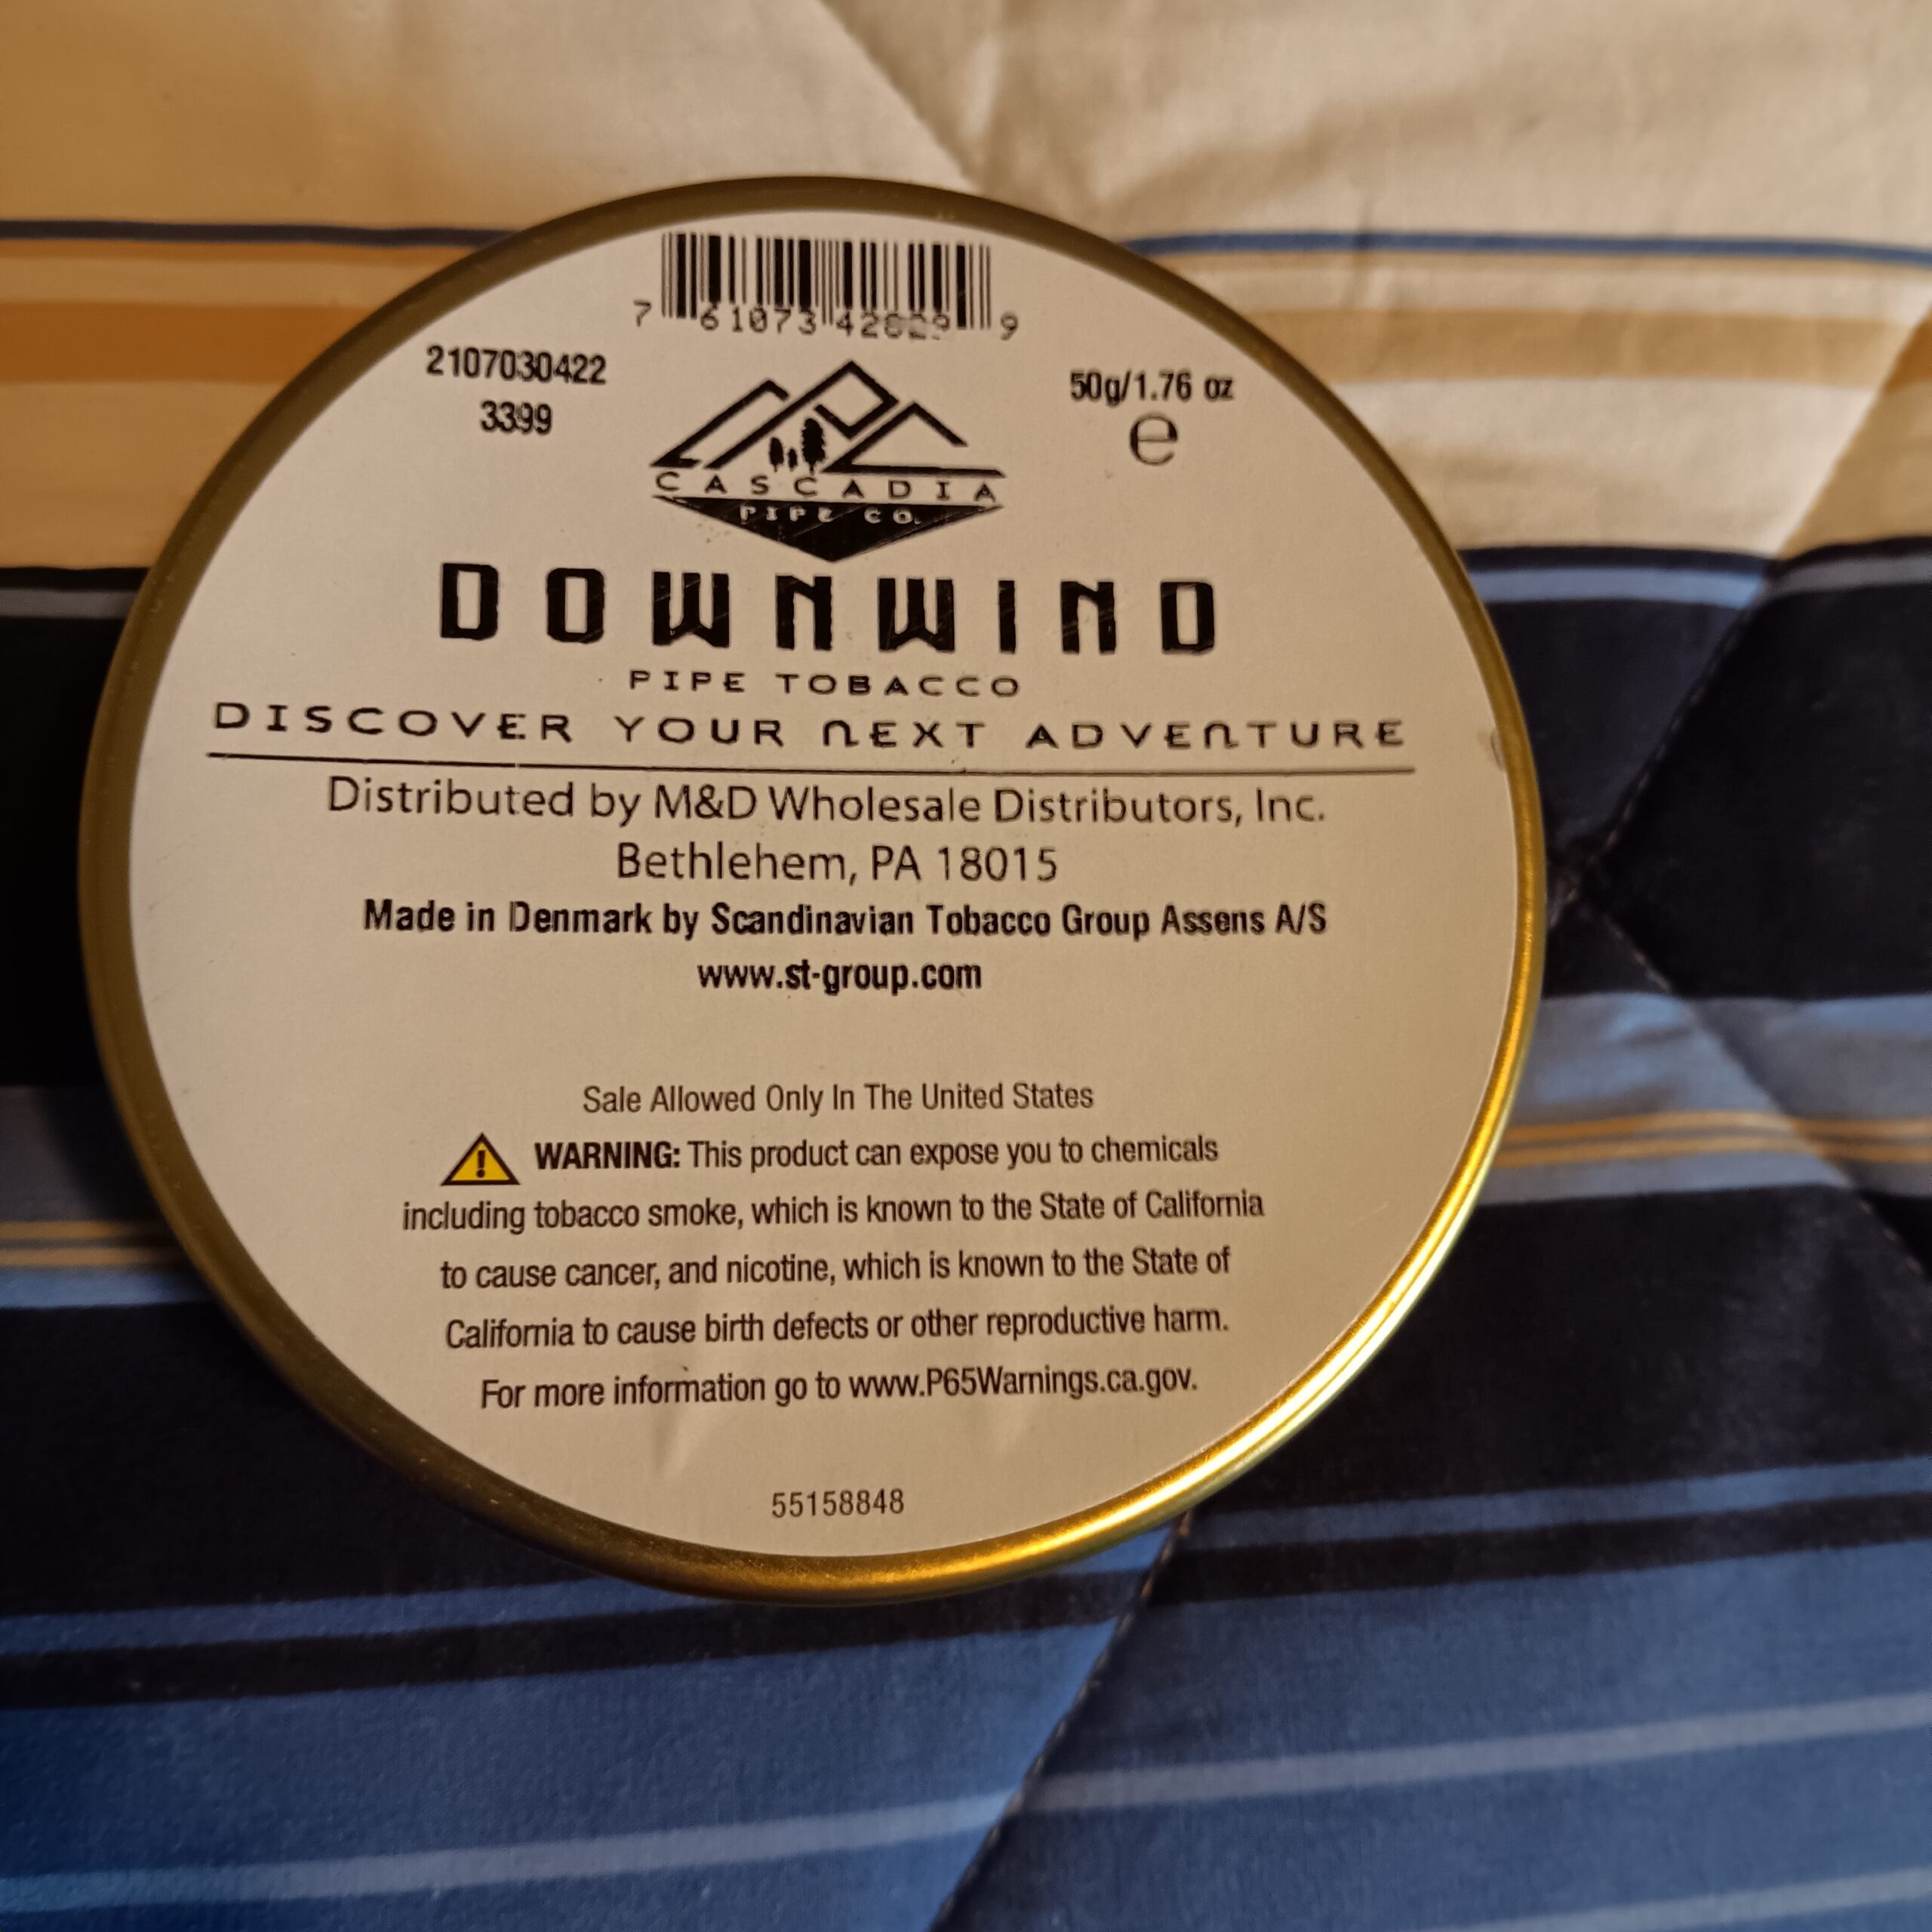 7 61073 9
2107030422
3399
50g/1.76 oz
e
CASCADIA
PIPE CO.
DOWNWIND
PIPE TOBACCO
DISCOVER YOUR NEXT ADVENTURE
Distributed by M&D Wholesale Distributors, Inc.
Bethlehem, PA 18015
Made in Denmark by Scandinavian Tobacco Group Assens A/S
www.st-group.com
Sale Allowed Only In The United States
WARNING: This product can expose you to chemicals
including tobacco smoke, which is known to the State of California
to cause cancer, and nicotine, which is known to the State of
California to cause birth defects or other reproductive harm.
For more information go to www.P65Warnings.ca.gov.
55158848